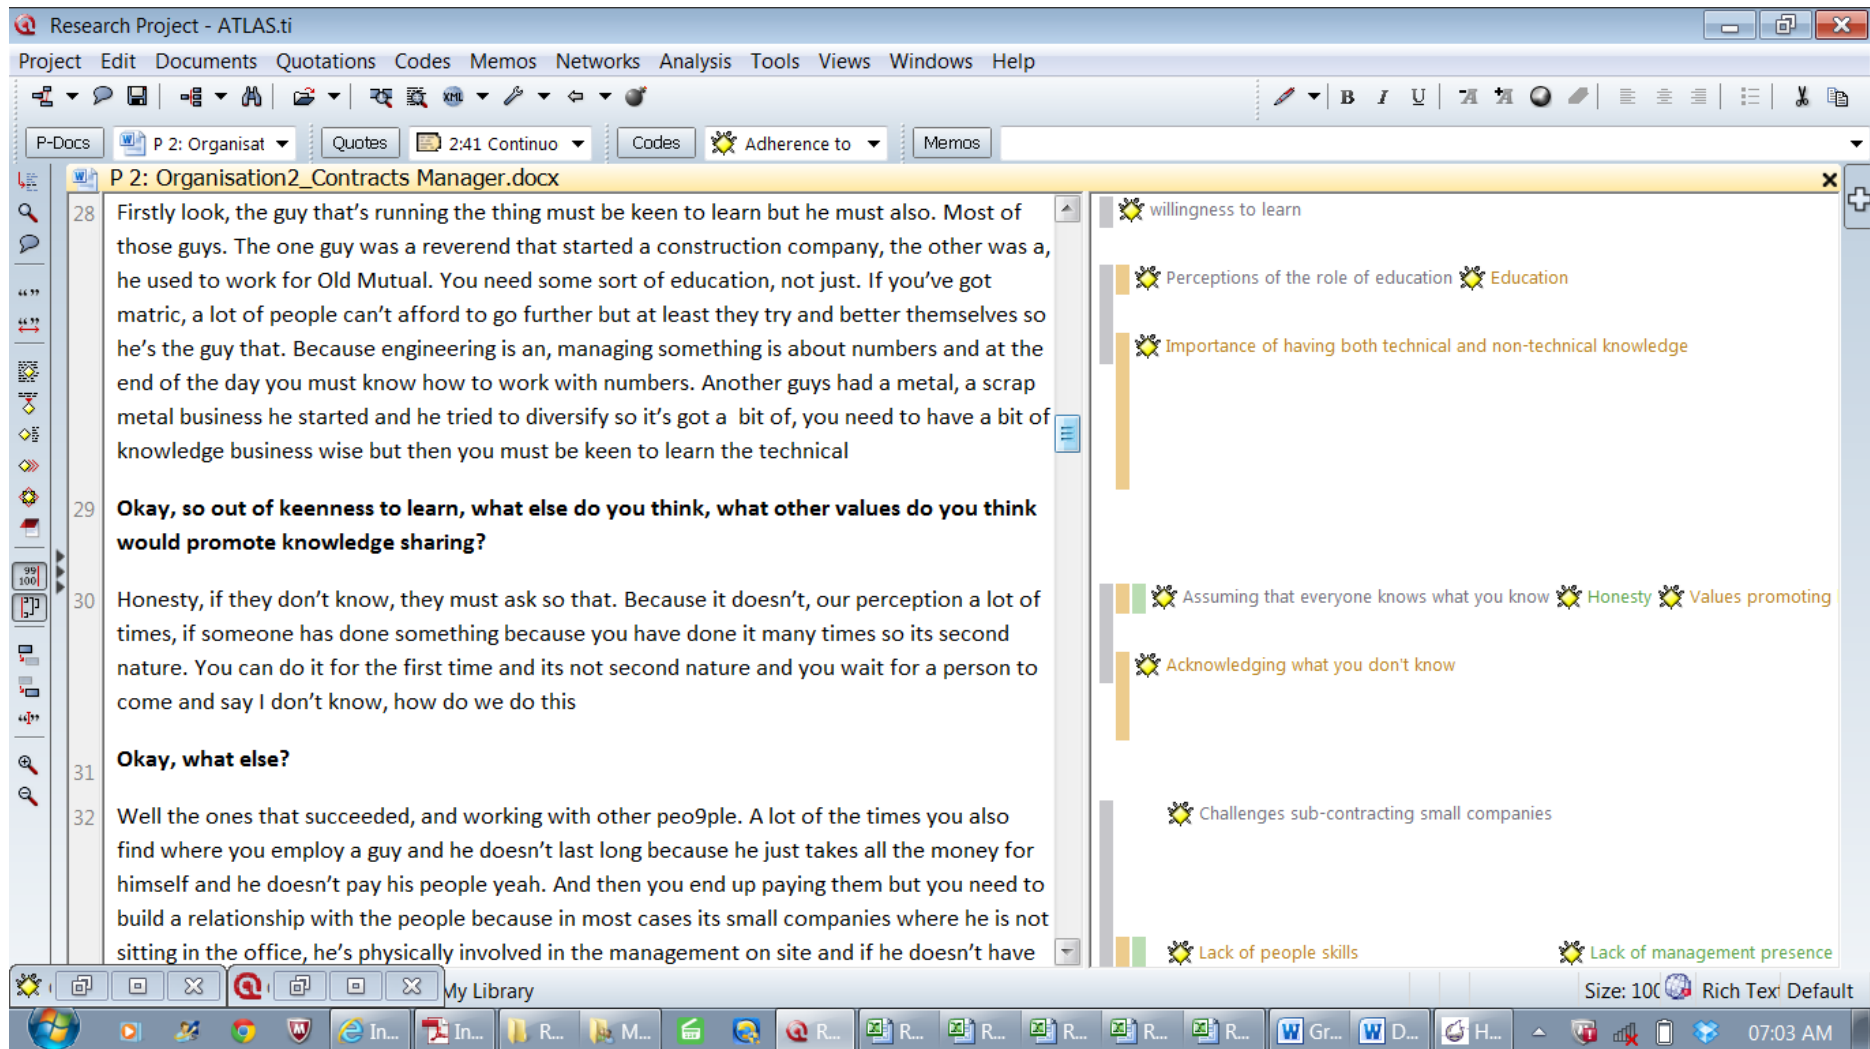 Research Project - ATLAS.ti
Project Edit Documents Quotations Codes Memos Networks Analysis Tools Views Windows Help
XML
B I U A A
P-Docs P 2: Organisat Quotes 2:41 Continuo Codes Adherence to Memos
P 2: Organisation2_Contracts Manager.docx
28 Firstly look, the guy that's running the thing must be keen to learn but he must also. Most of
those guys. The one guy was a reverend that started a construction company, the other was a,
he used to work for Old Mutual. You need some sort of education, not just. If you've got
matric, a lot of people can't afford to go further but at least they try and better themselves so
he's the guy that. Because engineering is an, managing something is about numbers and at the
end of the day you must know how to work with numbers. Another guys had a metal, a scrap
metal business he started and he tried to diversify so it's got a  bit of, you need to have a bit of
knowledge business wise but then you must be keen to learn the technical
29 Okay, so out of keenness to learn, what else do you think, what other values do you think
would promote knowledge sharing?
30 Honesty, if they don't know, they must ask so that. Because it doesn't, our perception a lot of
times, if someone has done something because you have done it many times so its second
nature. You can do it for the first time and its not second nature and you wait for a person to
come and say I don't know, how do we do this
31 Okay, what else?
32 Well the ones that succeeded, and working with other peo9ple. A lot of the times you also
find where you employ a guy and he doesn't last long because he just takes all the money for
himself and he doesn't pay his people yeah. And then you end up paying them but you need to
build a relationship with the people because in most cases its small companies where he is not
sitting in the office, he's physically involved in the management on site and if he doesn't have
willingness to learn
Perceptions of the role of education Education
Importance of having both technical and non-technical knowledge
Assuming that everyone knows what you know Honesty Values promoting
Acknowledging what you don't know
Challenges sub-contracting small companies
Lack of people skills Lack of management presence
99
100
My Library
Size: 100 Rich Text Default
In... In... R... M... R... R... R... R... R... R... Gr... D... H... 07:03 AM